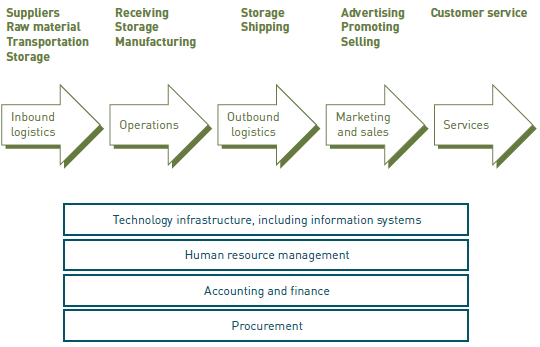 Suppliers
Raw material
Transportation
Storage
Receiving
Storage
Manufacturing
Storage
Shipping
Advertising
Promoting
Selling
Customer service
Inbound
logistics
Operations
Outbound
logistics
Marketing
and sales
Services
Technology infrastructure, including information systems
Human resource management
Accounting and finance
Procurement